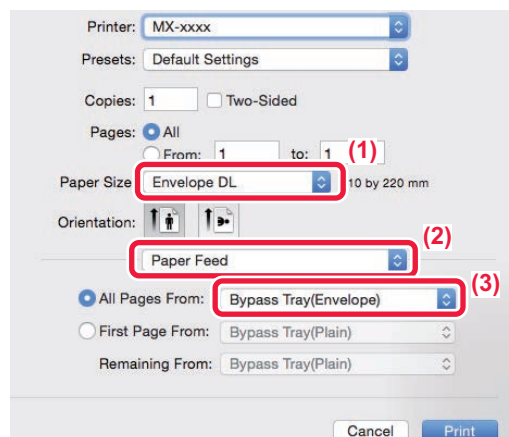 Printer: MX-xxxx
Presets: Default Settings
Copies: 1 Two-Sided
Pages: All
From: 1 to: 1 (1)
Paper Size Envelope DL 10 by 220 mm
Orientation:
(2)
Paper Feed
(3)
All Pages From: Bypass Tray(Envelope)
First Page From: Bypass Tray(Plain)
Remaining From: Bypass Tray(Plain)
Cancel Print